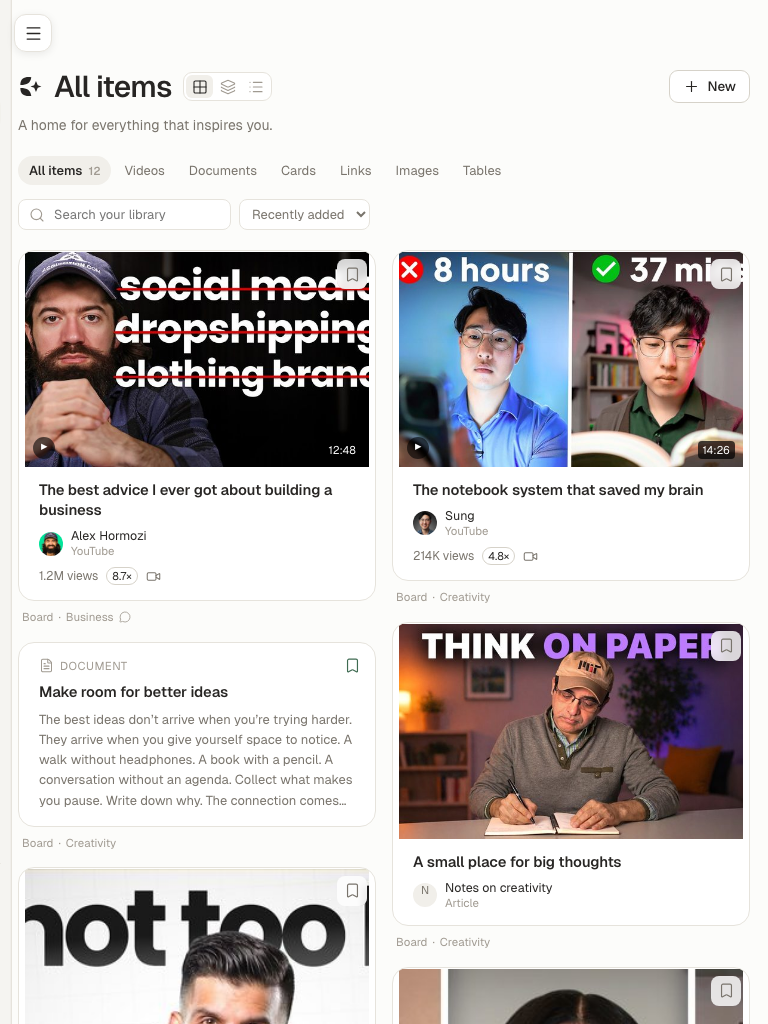 All items
New
A home for everything that inspires you.
All items 12
Videos
Documents
Cards
Links
Images
Tables
Search your library
Recently added
social media
dropshipping
clothing brand
12:48
The best advice I ever got about building a
business
Alex Hormozi
YouTube
1.2M views
8.7×
Board · Business
DOCUMENT
Make room for better ideas
The best ideas don’t arrive when you’re trying harder.
They arrive when you give yourself space to notice. A
walk without headphones. A book with a pencil. A
conversation without an agenda. Collect what makes
you pause. Write down why. The connection comes…
Board · Creativity
not too
8 hours
37 mi
14:26
The notebook system that saved my brain
Sung
YouTube
214K views
4.8×
Board · Creativity
THINK ON PAPER
MIT
A small place for big thoughts
N
Notes on creativity
Article
Board · Creativity